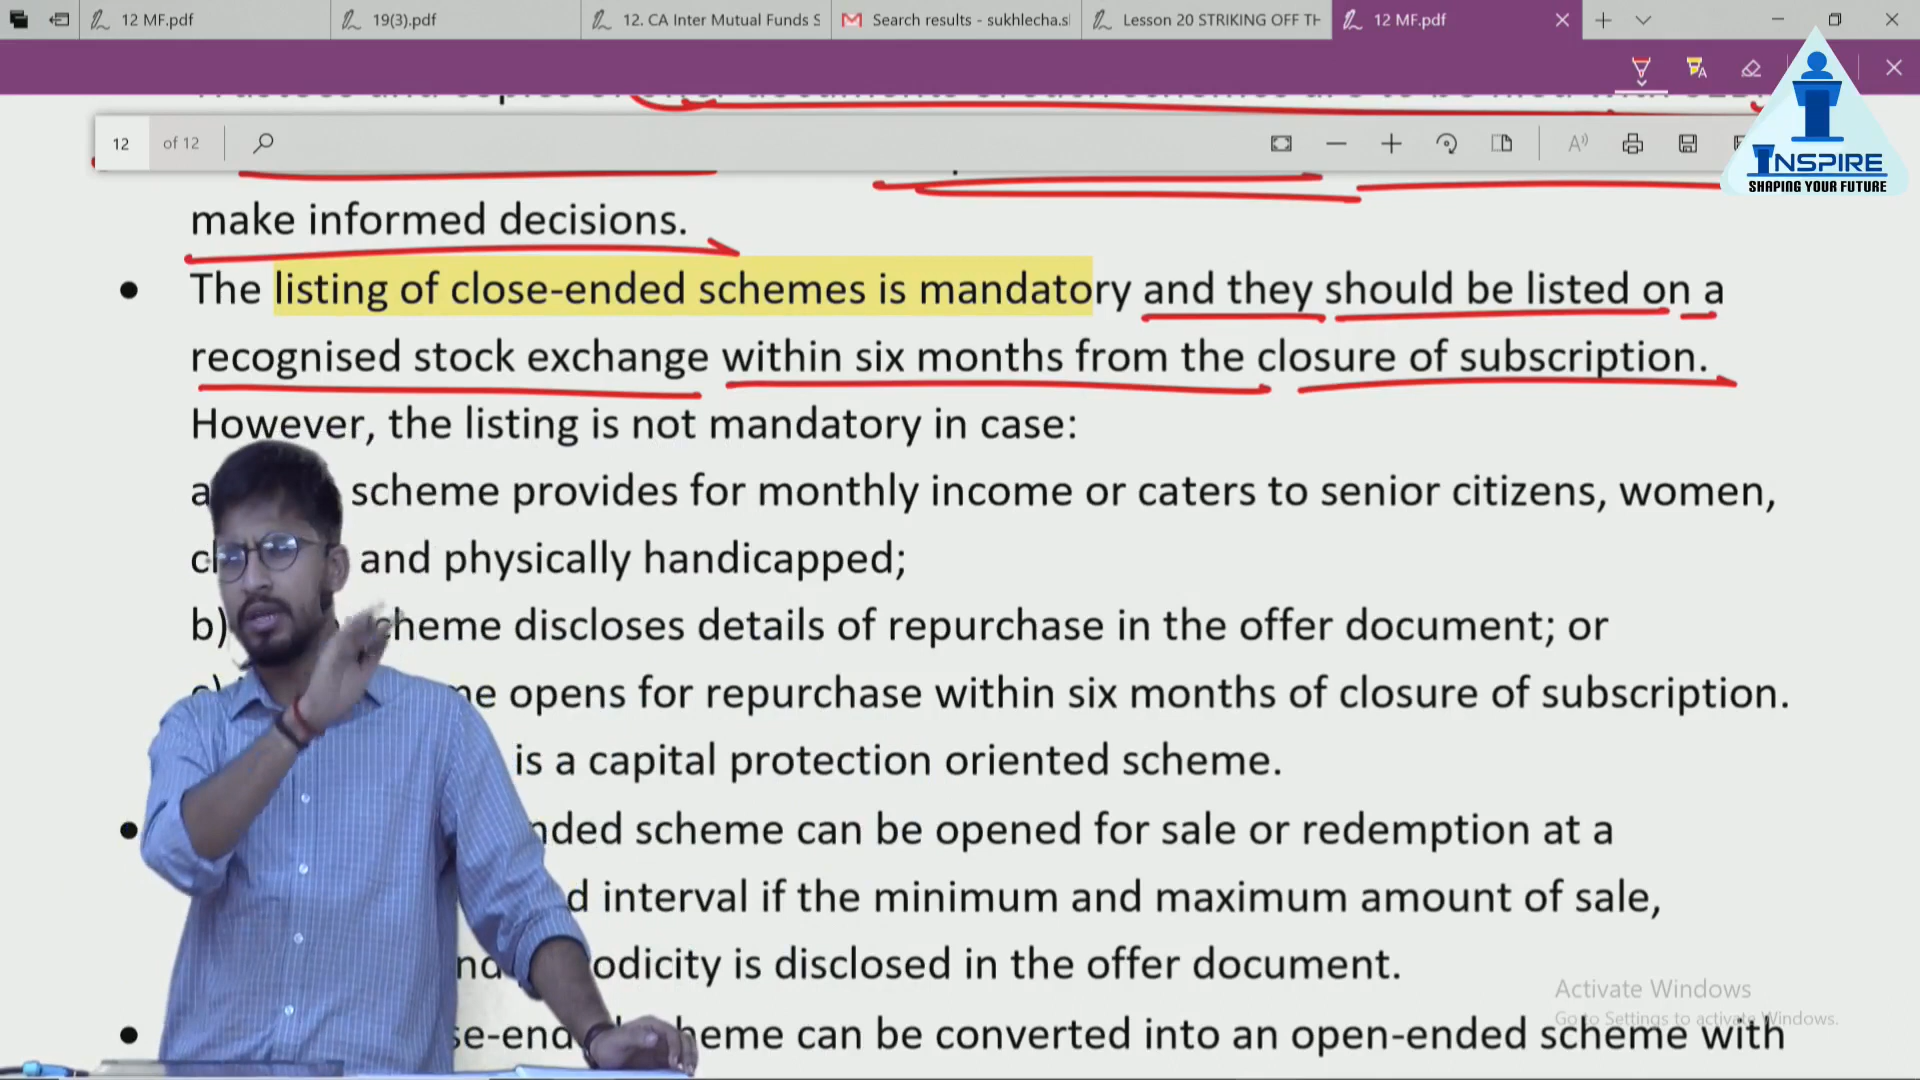 12 MF.pdf
19(3).pdf
12. CA Inter Mutual Funds S
Search results - sukhlecha.s
Lesson 20 STRIKING OFF TH
12 MF.pdf
12 of 12
INSPIRE
SHAPING YOUR FUTURE
make informed decisions.
The listing of close-ended schemes is mandatory and they should be listed on a
recognised stock exchange within six months from the closure of subscription.
However, the listing is not mandatory in case:
scheme provides for monthly income or caters to senior citizens, women,
and physically handicapped;
b) scheme discloses details of repurchase in the offer document; or
opens for repurchase within six months of closure of subscription.
is a capital protection oriented scheme.
scheme can be opened for sale or redemption at a
interval if the minimum and maximum amount of sale,
is disclosed in the offer document.
can be converted into an open-ended scheme with
Activate Windows
Go to Settings to activate Windows.